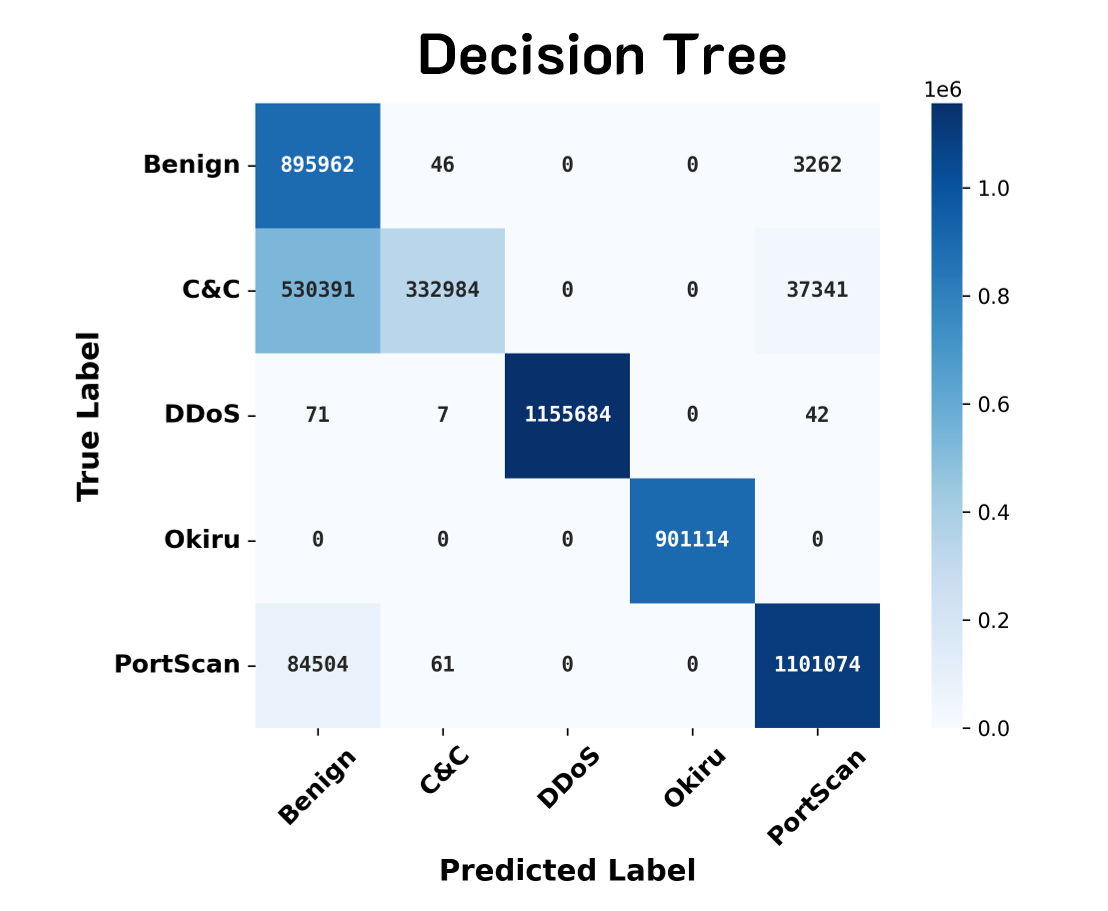 Decision Tree
1e6
Benign 895962 46 0 0 3262
1.0
C&C 530391 332984 0 0 37341
0.8
DDoS 71 7 1155684 0 42
0.6
Okiru 0 0 0 901114 0
0.4
PortScan 84504 61 0 0 1101074
0.2
0.0
True Label
Benign C&C DDoS Okiru PortScan
Predicted Label